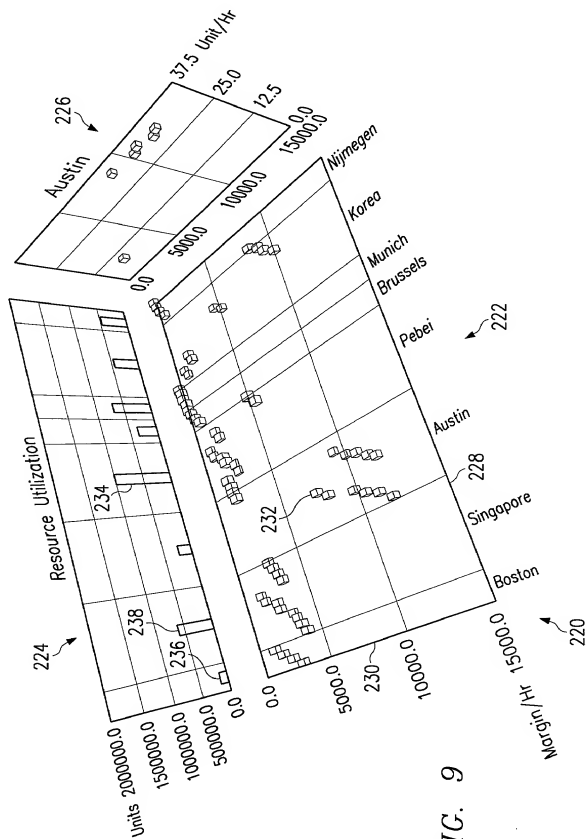 Austin
226
37.5 Unit/Hr
25.0
12.5
0.0
15000.0
10000.0
5000.0
0.0
Resource Utilization
224
234
238
236
Units 2000000.0
1500000.0
1000000.0
500000.0
0.0
Nijmegen
Korea
Munich
Brussels
Pebei
Austin
Singapore
Boston
222
228
232
230
220
0.0
5000.0
10000.0
Margin/Hr 15000.0
IG. 9